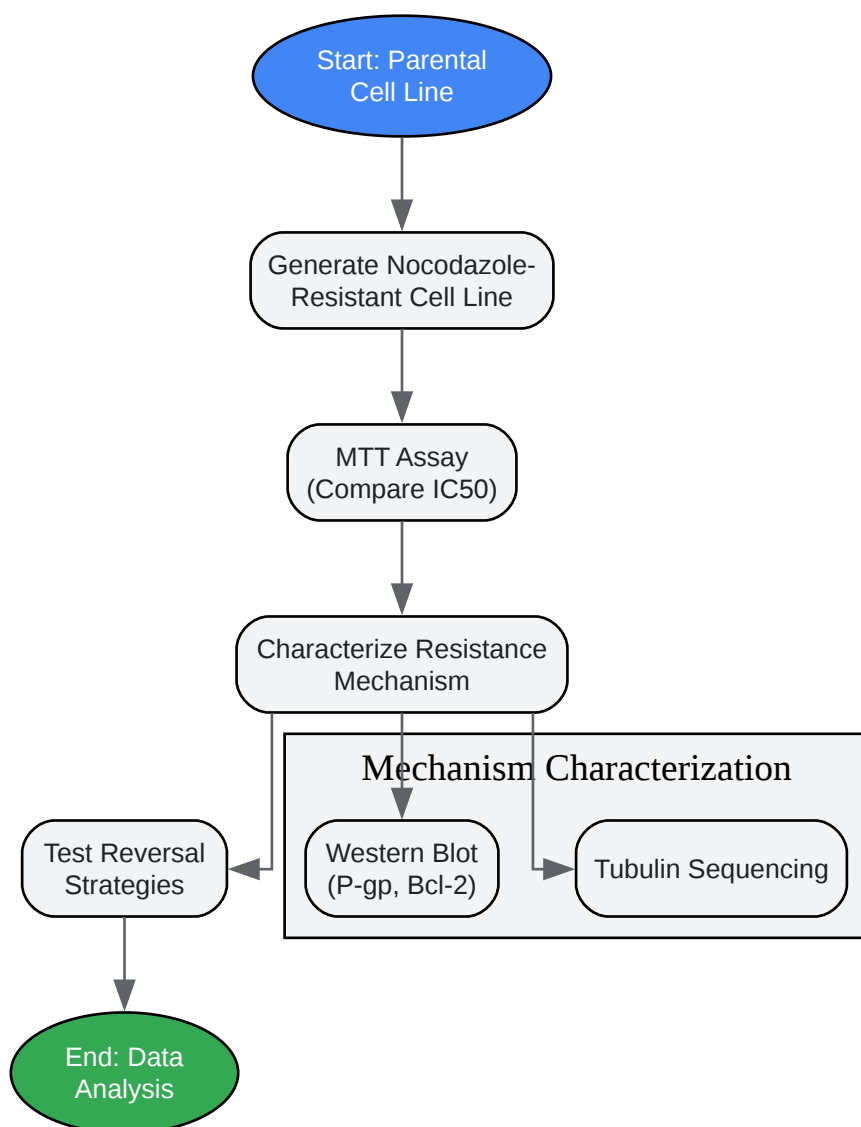 Start: Parental
Cell Line
Generate Nocodazole-
Resistant Cell Line
MTT Assay
(Compare IC50)
Characterize Resistance
Mechanism
Mechanism Characterization
Test Reversal
Strategies
Western Blot
(P-gp, Bcl-2)
Tubulin Sequencing
End: Data
Analysis